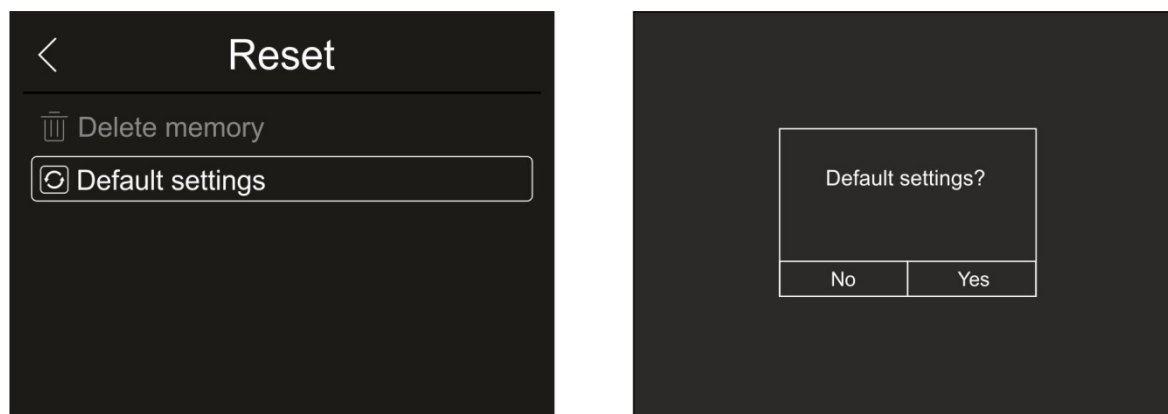 Reset
Delete memory
Default settings
Default settings?
No
Yes